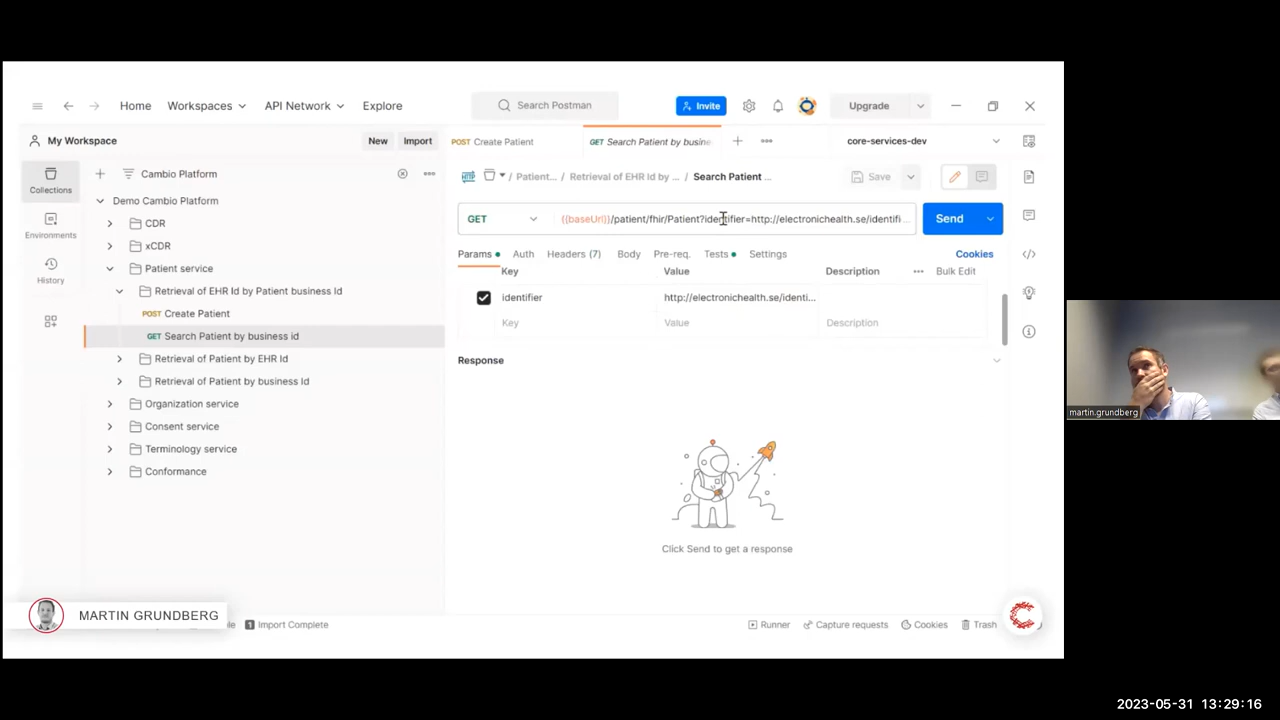 Home Workspaces API Network Explore Search Postman Invite Upgrade
My Workspace New Import POST Create Patient GET Search Patient by busine core-services-dev
Collections
Cambio Platform
HTTP / Patient... / Retrieval of EHR Id by ... / Search Patient ... Save
Demo Cambio Platform
CDR
GET {{baseUrl}}/patient/fhir/Patient?identifier=http://electronichealth.se/identifi... Send
Environments
xCDR
Params Auth Headers (7) Body Pre-req. Tests Settings Cookies
History
Patient service
Key Value Description Bulk Edit
Retrieval of EHR Id by Patient business Id
identifier http://electronichealth.se/identi...
POST Create Patient
Key Value Description
GET Search Patient by business id
Retrieval of Patient by EHR Id
Response
Retrieval of Patient by business Id
Organization service
Consent service
Terminology service
Conformance
Click Send to get a response
MARTIN GRUNDBERG
Import Complete Runner Capture requests Cookies Trash
martin.grundberg
2023-05-31 13:29:16